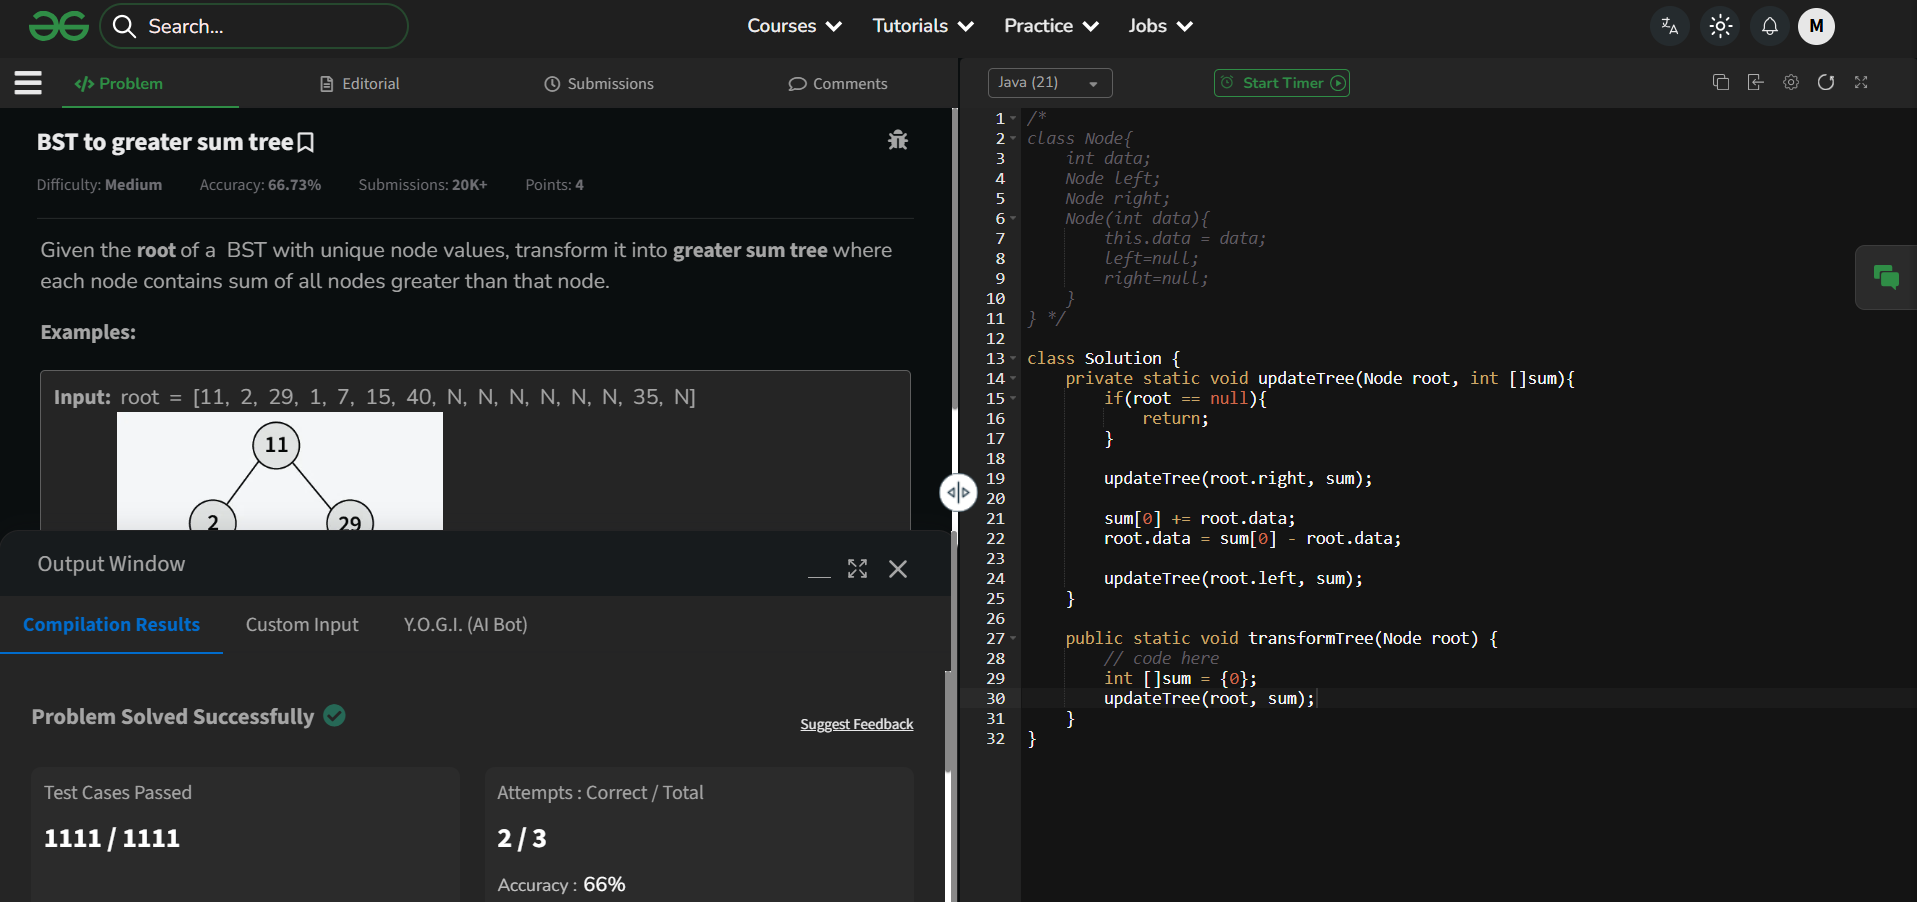 Search...
Courses
Tutorials
Practice
Jobs
M
</> Problem
Editorial
Submissions
Comments
Java (21)
Start Timer
BST to greater sum tree
Difficulty: Medium
Accuracy: 66.73%
Submissions: 20K+
Points: 4
Given the root of a  BST with unique node values, transform it into greater sum tree where
each node contains sum of all nodes greater than that node.
Examples:
Input: root = [11, 2, 29, 1, 7, 15, 40, N, N, N, N, N, N, 35, N]
11
2
29
Output Window
Compilation Results
Custom Input
Y.O.G.I. (AI Bot)
Problem Solved Successfully
Suggest Feedback
Test Cases Passed
1111 / 1111
Attempts : Correct / Total
2 / 3
Accuracy : 66%
1 /*
2 class Node{
3     int data;
4     Node left;
5     Node right;
6     Node(int data){
7         this.data = data;
8         left=null;
9         right=null;
10     }
11 } */
12
13 class Solution {
14     private static void updateTree(Node root, int []sum){
15         if(root == null){
16             return;
17         }
18
19         updateTree(root.right, sum);
20
21         sum[0] += root.data;
22         root.data = sum[0] - root.data;
23
24         updateTree(root.left, sum);
25     }
26
27     public static void transformTree(Node root) {
28         // code here
29         int []sum = {0};
30         updateTree(root, sum);
31     }
32 }